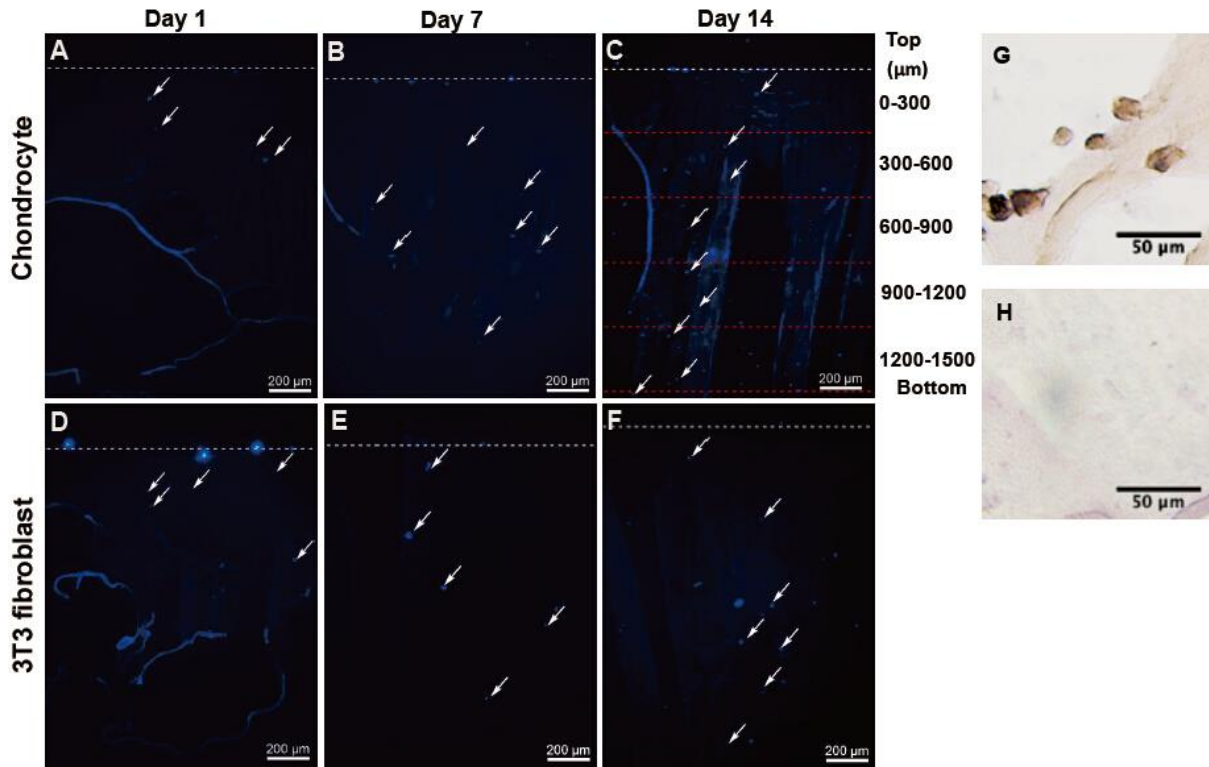 Day 1
Day 7
Day 14
Chondrocyte
A
B
C
Top
(µm)
0-300
300-600
600-900
900-1200
1200-1500
Bottom
200 µm
200 µm
200 µm
G
50 µm
3T3 fibroblast
D
E
F
200 µm
200 µm
200 µm
H
50 µm